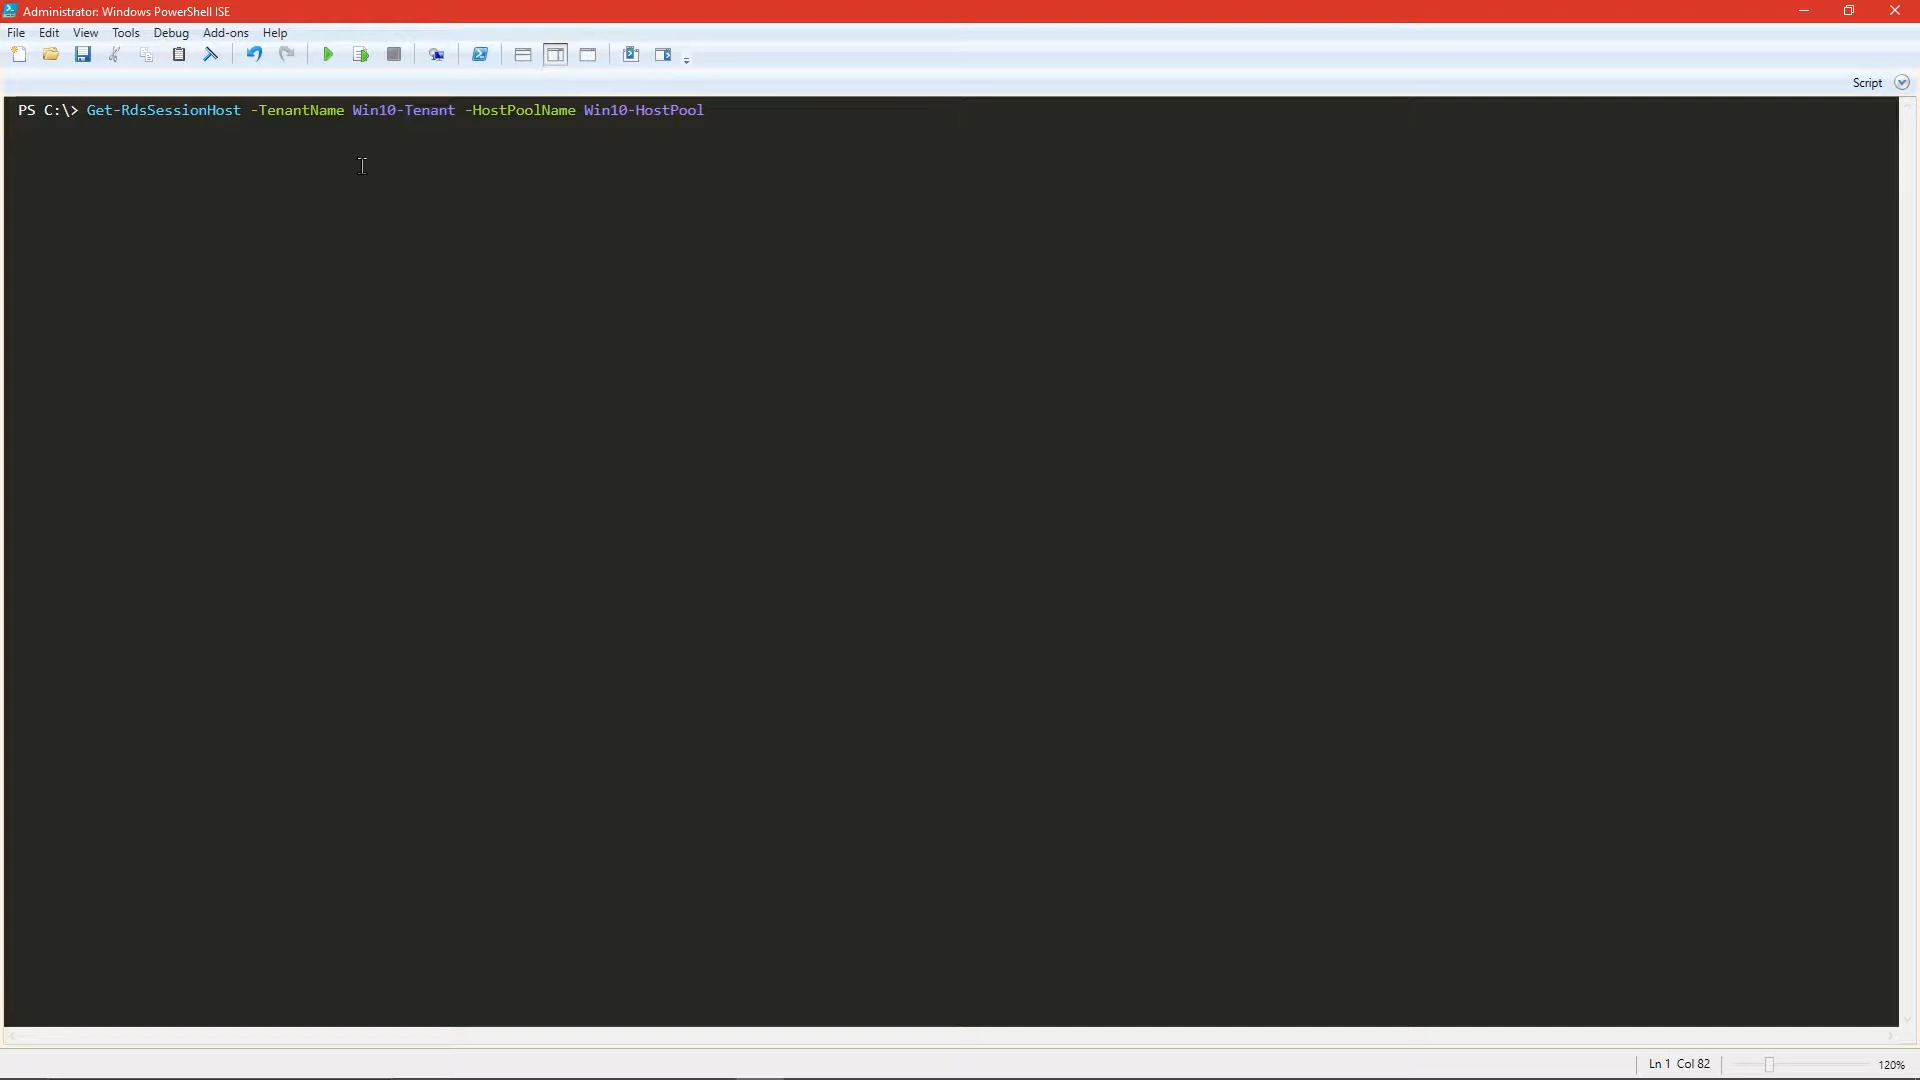 Administrator: Windows PowerShell ISE
File Edit View Tools Debug Add-ons Help
Script
PS C:\> Get-RdsSessionHost -TenantName Win10-Tenant -HostPoolName Win10-HostPool
Ln 1 Col 82
120%